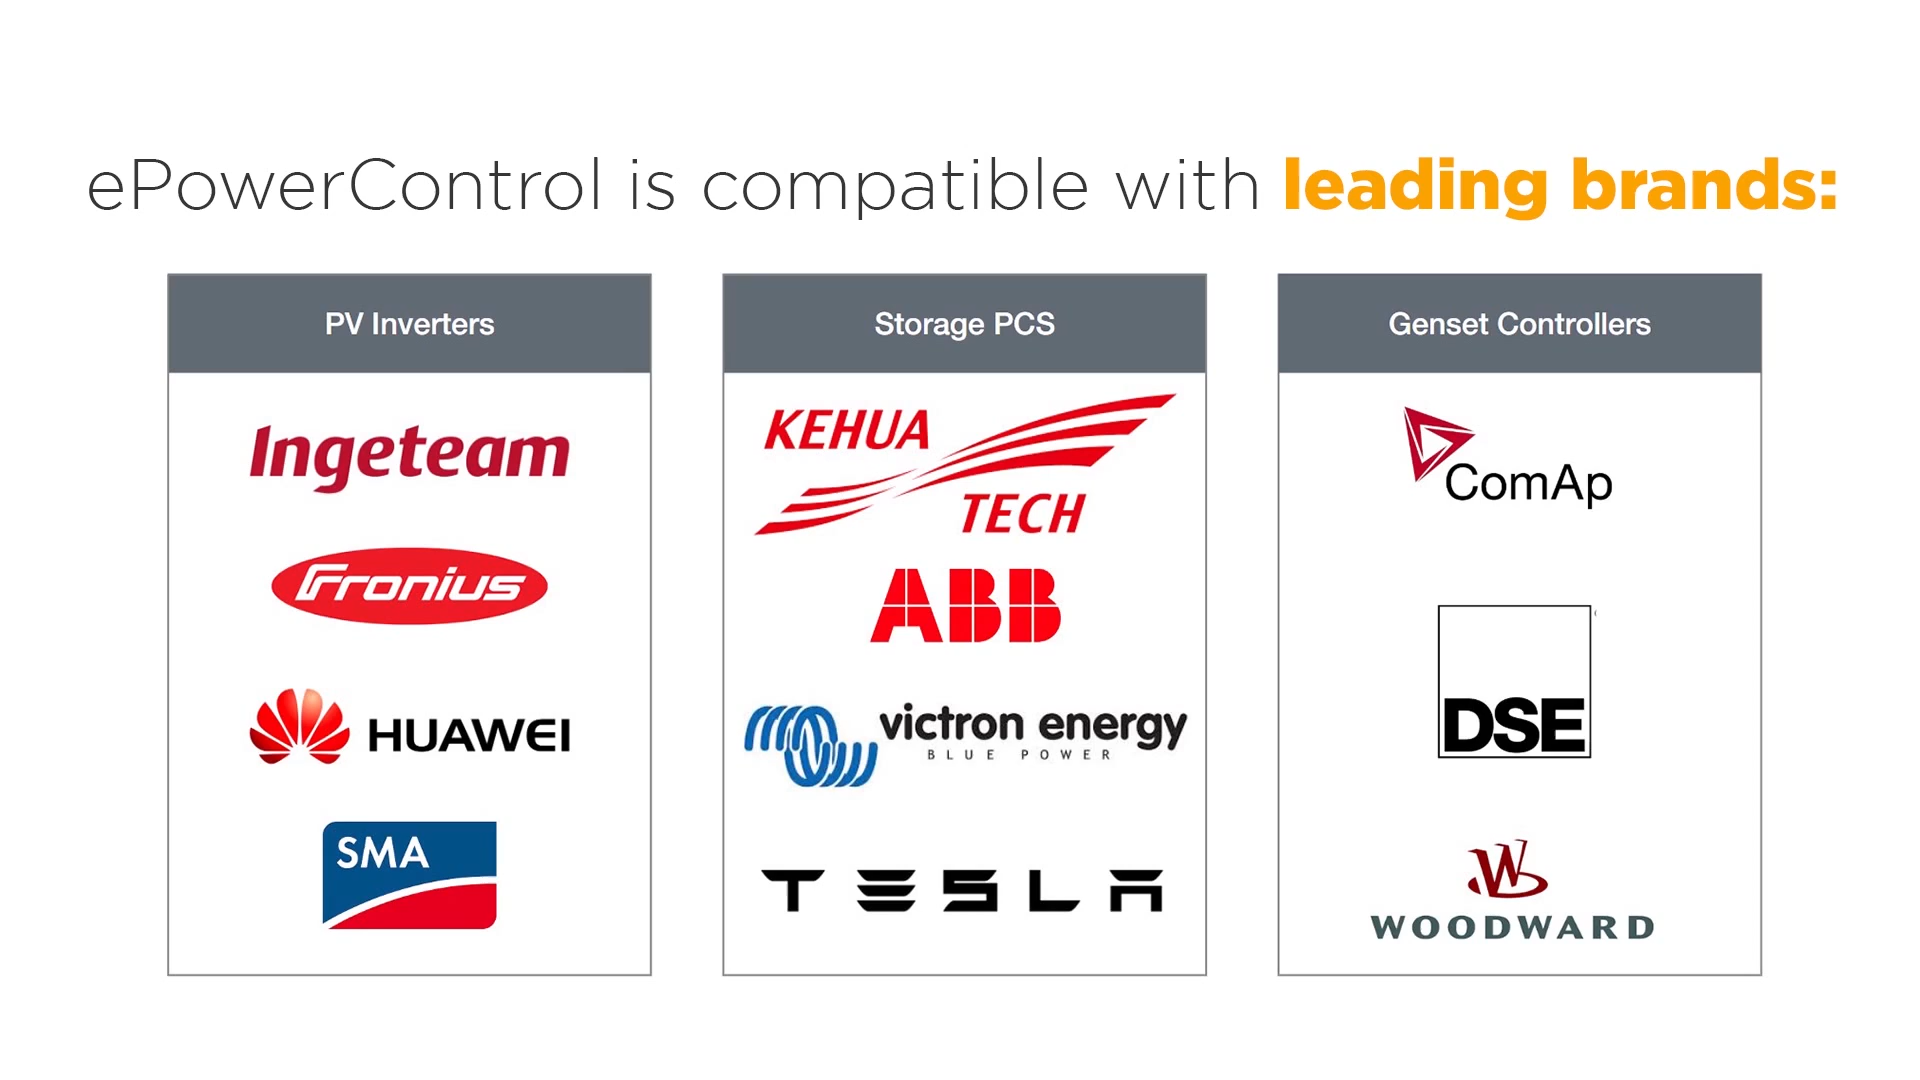 ePowerControl is compatible with leading brands:
PV Inverters
Ingeteam
Fronius
HUAWEI
SMA
Storage PCS
KEHUA
TECH
ABB
victron energy
BLUE POWER
TESLA
Genset Controllers
ComAp
DSE
W
WOODWARD